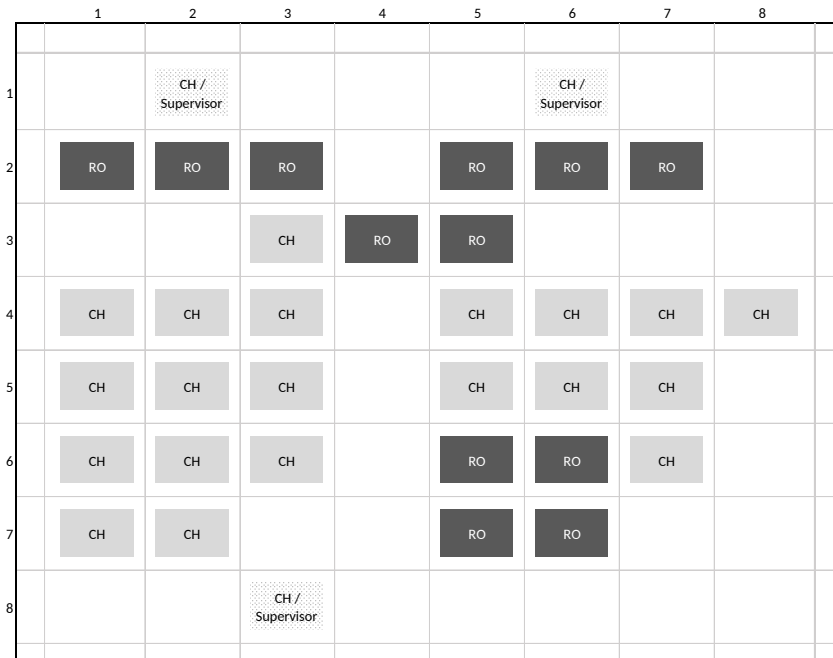 1 2 3 4 5 6 7 8
1 CH / CH /
Supervisor Supervisor
2 RO RO RO RO RO RO
3 CH RO RO
4 CH CH CH CH CH CH CH
5 CH CH CH CH CH CH
6 CH CH CH RO RO CH
7 CH CH RO RO
8 CH /
Supervisor